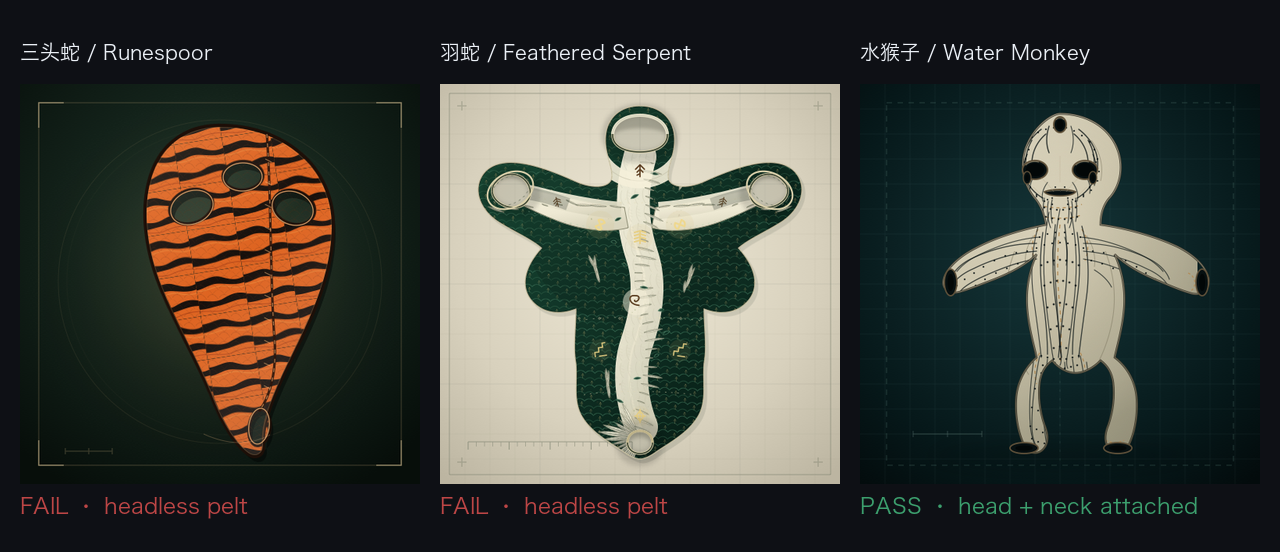 三头蛇 / Runespoor
羽蛇 / Feathered Serpent
水猴子 / Water Monkey
FAIL · headless pelt
FAIL · headless pelt
PASS · head + neck attached